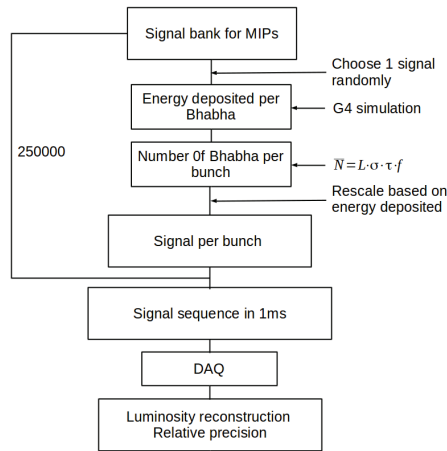 Signal bank for MIPs
Choose 1 signal
randomly
Energy deposited per
Bhabha
G4 simulation
250000
Number 0f Bhabha per
bunch
N̅=L·σ·τ·f
Rescale based on
energy deposited
Signal per bunch
Signal sequence in 1ms
DAQ
Luminosity reconstruction
Relative precision